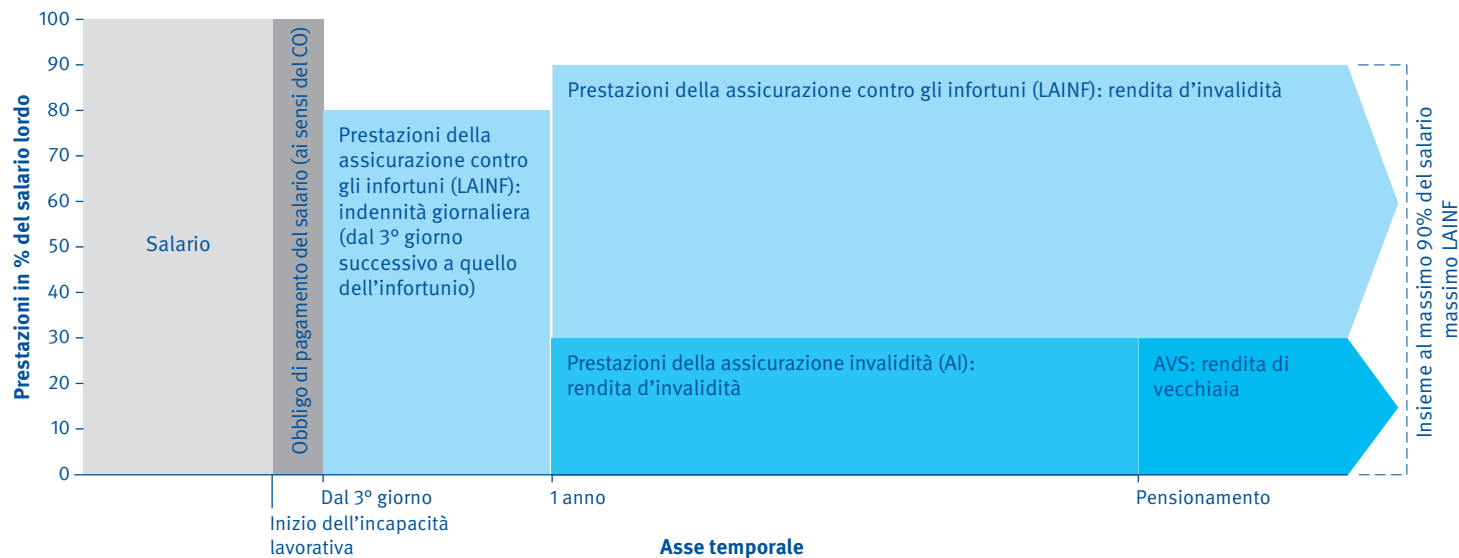 Prestazioni in % del salario lordo
100
90
80
70
60
50
40
30
20
10
0
Salario
Obbligo di pagamento del salario (ai sensi del CO)
Prestazioni della
assicurazione contro
gli infortuni (LAINF):
indennità giornaliera
(dal 3° giorno
successivo a quello
dell’infortunio)
Prestazioni della assicurazione contro gli infortuni (LAINF): rendita d’invalidità
Prestazioni della assicurazione invalidità (AI):
rendita d’invalidità
AVS: rendita di
vecchiaia
Insieme al massimo 90% del salario
massimo LAINF
Dal 3° giorno
1 anno
Pensionamento
Inizio dell’incapacità
lavorativa
Asse temporale